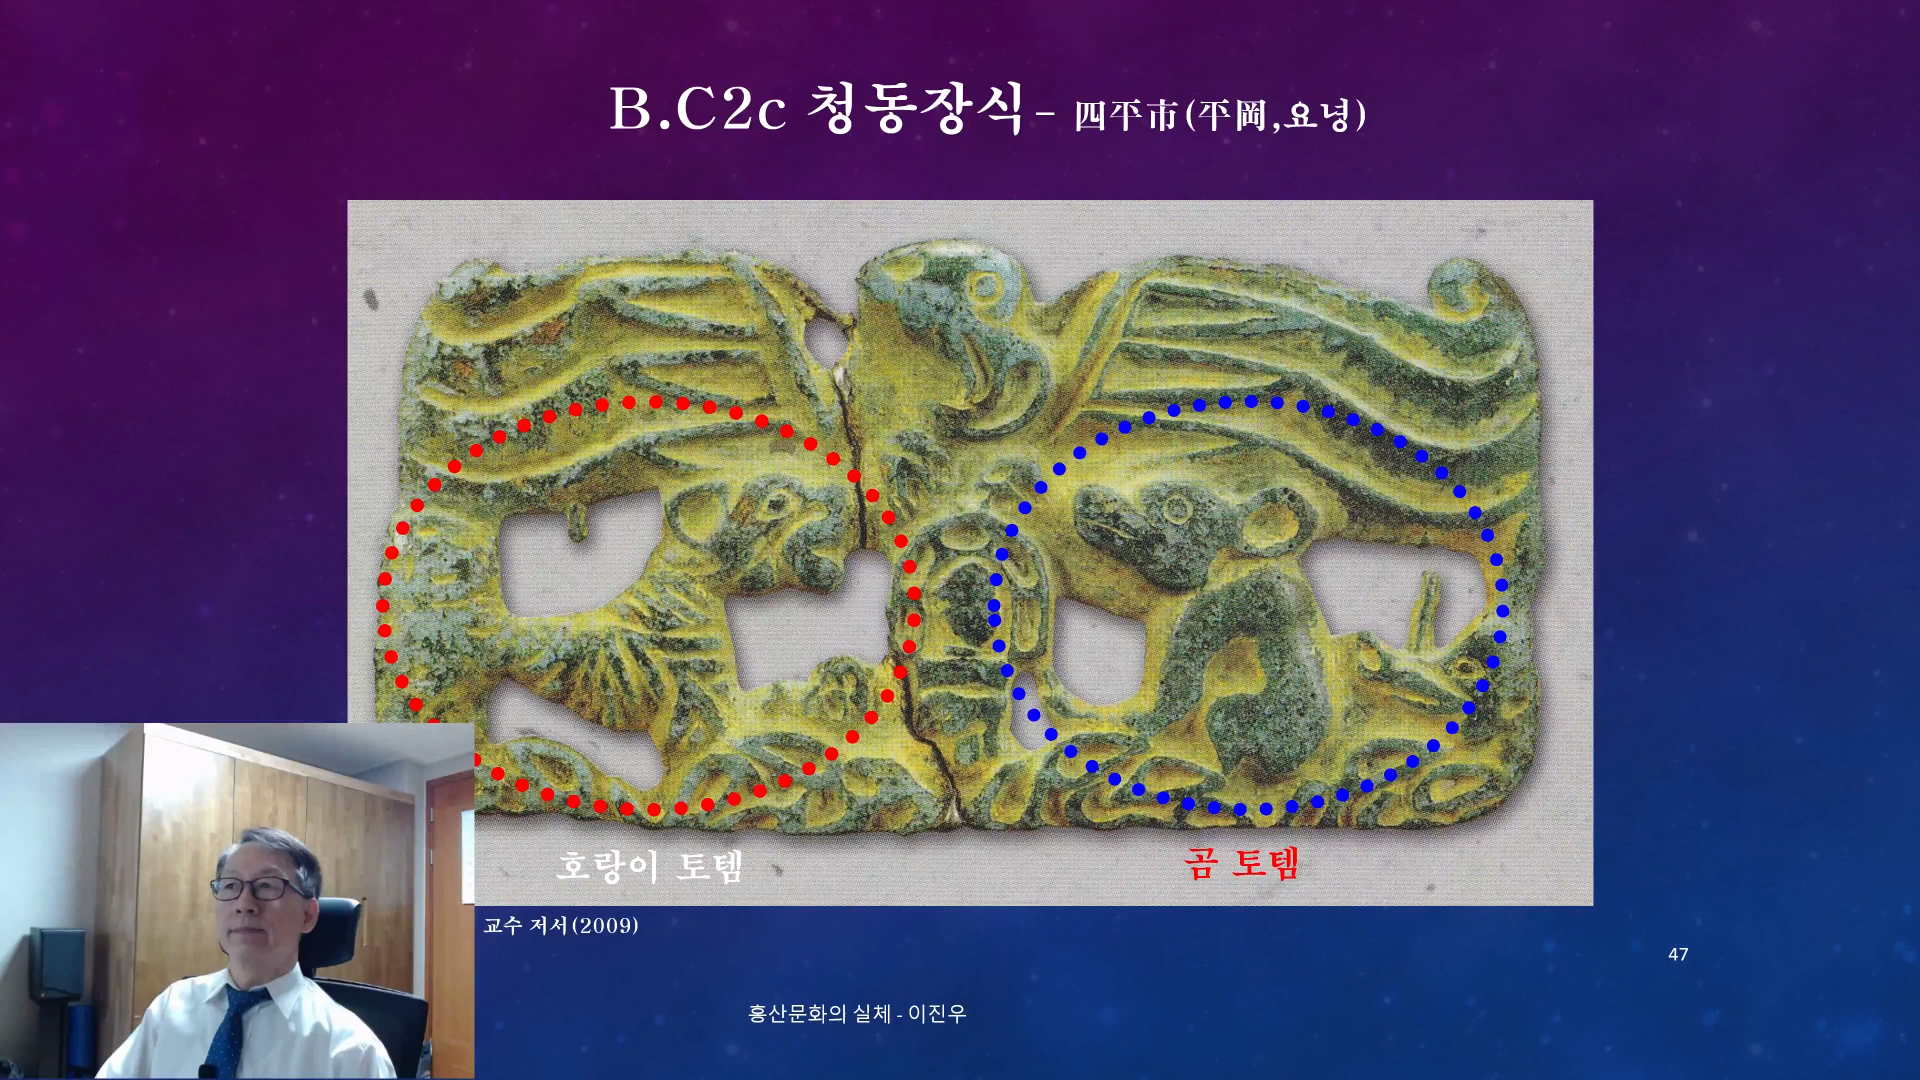 B.C2c 청동장식- 四平市(平岡,요녕)
호랑이 토템
곰 토템
교수 저서(2009)
47
홍산문화의 실체 - 이진우